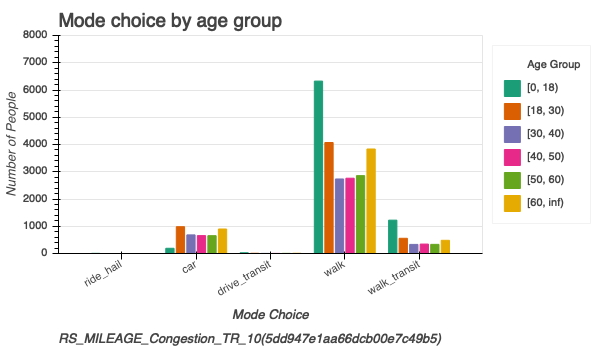 Mode choice by age group
8000
7000
6000
5000
4000
3000
2000
1000
0
Number of People
ride_hail
car
drive_transit
walk
walk_transit
Mode Choice
Age Group
[0, 18)
[18, 30)
[30, 40)
[40, 50)
[50, 60)
[60, inf)
RS_MILEAGE_Congestion_TR_10(5dd947e1aa66dcb00e7c49b5)